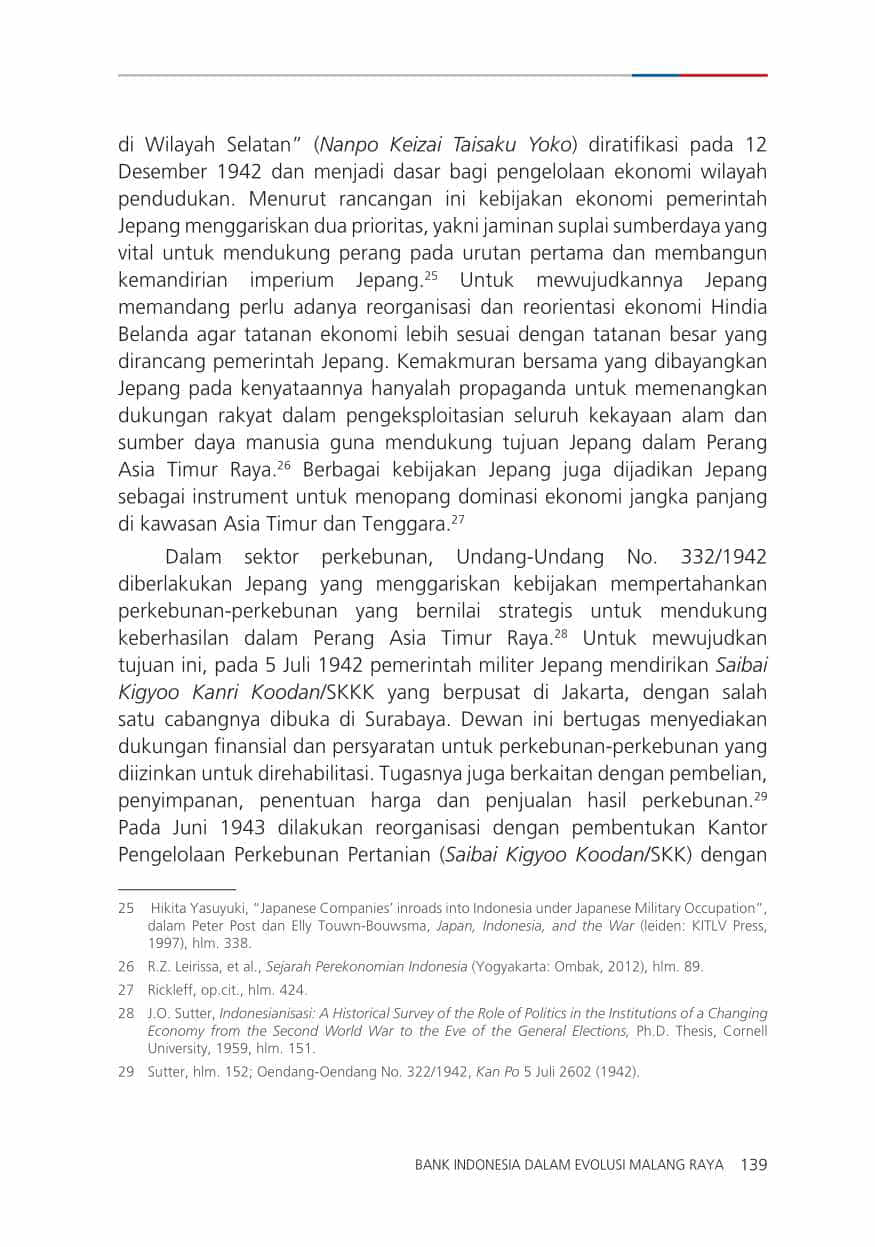 di Wilayah Selatan” (Nanpo Keizai Taisaku Yoko) diratifikasi pada 12
Desember 1942 dan menjadi dasar bagi pengelolaan ekonomi wilayah
pendudukan. Menurut rancangan ini kebijakan ekonomi pemerintah
Jepang menggariskan dua prioritas, yakni jaminan suplai sumberdaya yang
vital untuk mendukung perang pada urutan pertama dan membangun
kemandirian imperium Jepang.25 Untuk mewujudkannya Jepang
memandang perlu adanya reorganisasi dan reorientasi ekonomi Hindia
Belanda agar tatanan ekonomi lebih sesuai dengan tatanan besar yang
dirancang pemerintah Jepang. Kemakmuran bersama yang dibayangkan
Jepang pada kenyataannya hanyalah propaganda untuk memenangkan
dukungan rakyat dalam pengeksploitasian seluruh kekayaan alam dan
sumber daya manusia guna mendukung tujuan Jepang dalam Perang
Asia Timur Raya.26 Berbagai kebijakan Jepang juga dijadikan Jepang
sebagai instrument untuk menopang dominasi ekonomi jangka panjang
di kawasan Asia Timur dan Tenggara.27
Dalam sektor perkebunan, Undang-Undang No. 332/1942
diberlakukan Jepang yang menggariskan kebijakan mempertahankan
perkebunan-perkebunan yang bernilai strategis untuk mendukung
keberhasilan dalam Perang Asia Timur Raya.28 Untuk mewujudkan
tujuan ini, pada 5 Juli 1942 pemerintah militer Jepang mendirikan Saibai
Kigyoo Kanri Koodan/SKKK yang berpusat di Jakarta, dengan salah
satu cabangnya dibuka di Surabaya. Dewan ini bertugas menyediakan
dukungan finansial dan persyaratan untuk perkebunan-perkebunan yang
diizinkan untuk direhabilitasi. Tugasnya juga berkaitan dengan pembelian,
penyimpanan, penentuan harga dan penjualan hasil perkebunan.29
Pada Juni 1943 dilakukan reorganisasi dengan pembentukan Kantor
Pengelolaan Perkebunan Pertanian (Saibai Kigyoo Koodan/SKK) dengan
25 Hikita Yasuyuki, “Japanese Companies’ inroads into Indonesia under Japanese Military Occupation”,
dalam Peter Post dan Elly Touwn-Bouwsma, Japan, Indonesia, and the War (leiden: KITLV Press,
1997), hlm. 338.
26 R.Z. Leirissa, et al., Sejarah Perekonomian Indonesia (Yogyakarta: Ombak, 2012), hlm. 89.
27 Rickleff, op.cit., hlm. 424.
28 J.O. Sutter, Indonesianisasi: A Historical Survey of the Role of Politics in the Institutions of a Changing
Economy from the Second World War to the Eve of the General Elections, Ph.D. Thesis, Cornell
University, 1959, hlm. 151.
29 Sutter, hlm. 152; Oendang-Oendang No. 322/1942, Kan Po 5 Juli 2602 (1942).
BANK INDONESIA DALAM EVOLUSI MALANG RAYA 139